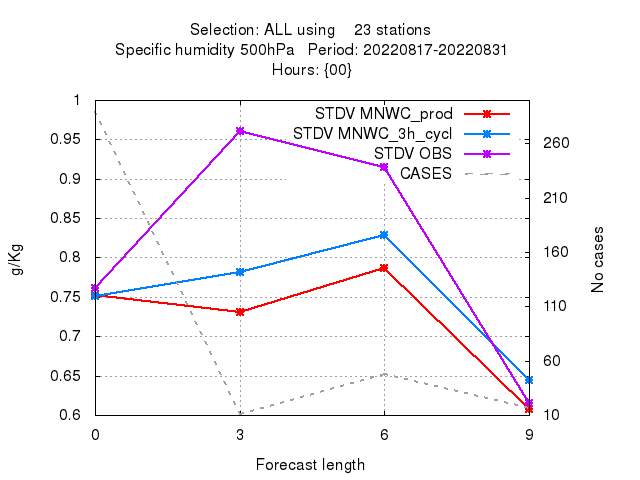 Selection: ALL using    23 stations
Specific humidity 500hPa   Period: 20220817-20220831
Hours: {00}
STDV MNWC_prod
STDV MNWC_3h_cycl
STDV OBS
CASES
1
0.95
0.9
0.85
0.8
0.75
0.7
0.65
0.6
g/Kg
260
210
160
110
60
10
No cases
0 3 6 9
Forecast length